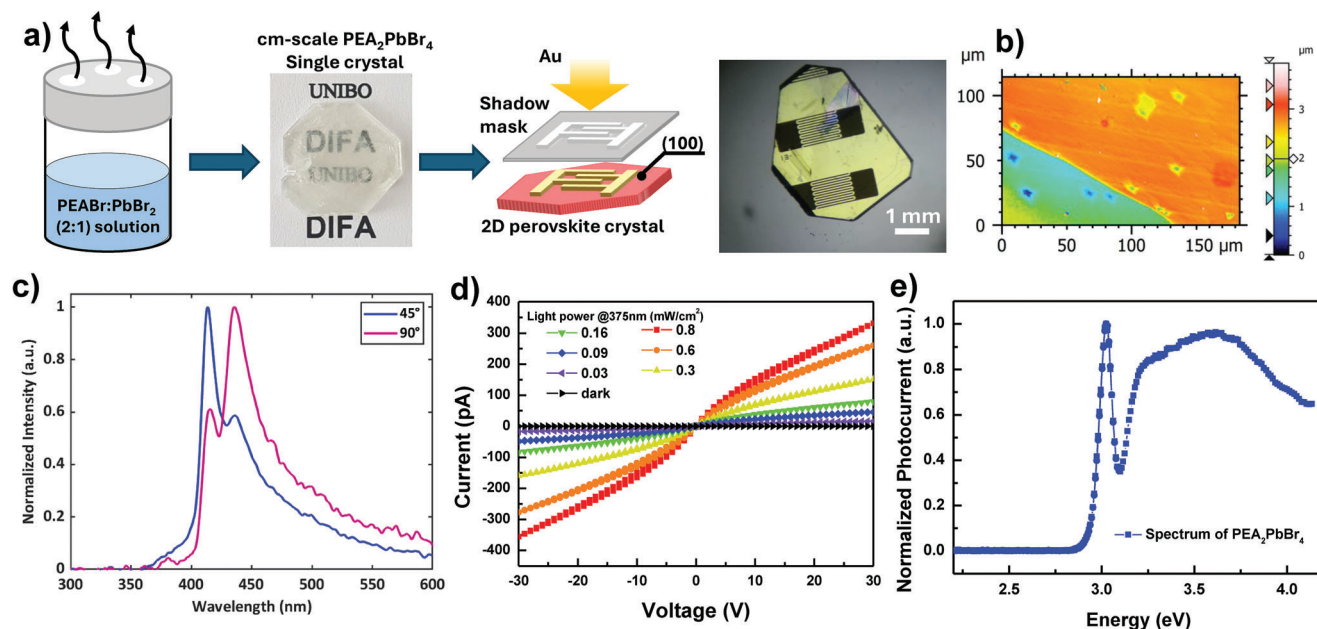 a)
cm-scale PEA₂PbBr₄
Single crystal
UNIBO
DIFA
UNIBO
DIFA
PEABr:PbBr₂
(2:1) solution
Au
Shadow
mask
(100)
2D perovskite crystal
1 mm
b)
µm
100
50
0
0
50
100
150
µm
µm
3
2
1
0
c)
Normalized Intensity (a.u.)
1
0.8
0.6
0.4
0.2
0
300
350
400
450
500
550
600
Wavelength (nm)
45°
90°
d)
Current (pA)
400
350
300
250
200
150
100
50
0
-100
-200
-300
-400
Light power @375nm (mW/cm²)
0.16
0.8
0.09
0.6
0.03
0.3
dark
-30
-20
-10
0
10
20
30
Voltage (V)
e)
Normalized Photocurrent (a.u.)
1.0
0.8
0.6
0.4
0.2
0.0
2.5
3.0
3.5
4.0
Energy (eV)
Spectrum of PEA₂PbBr₄